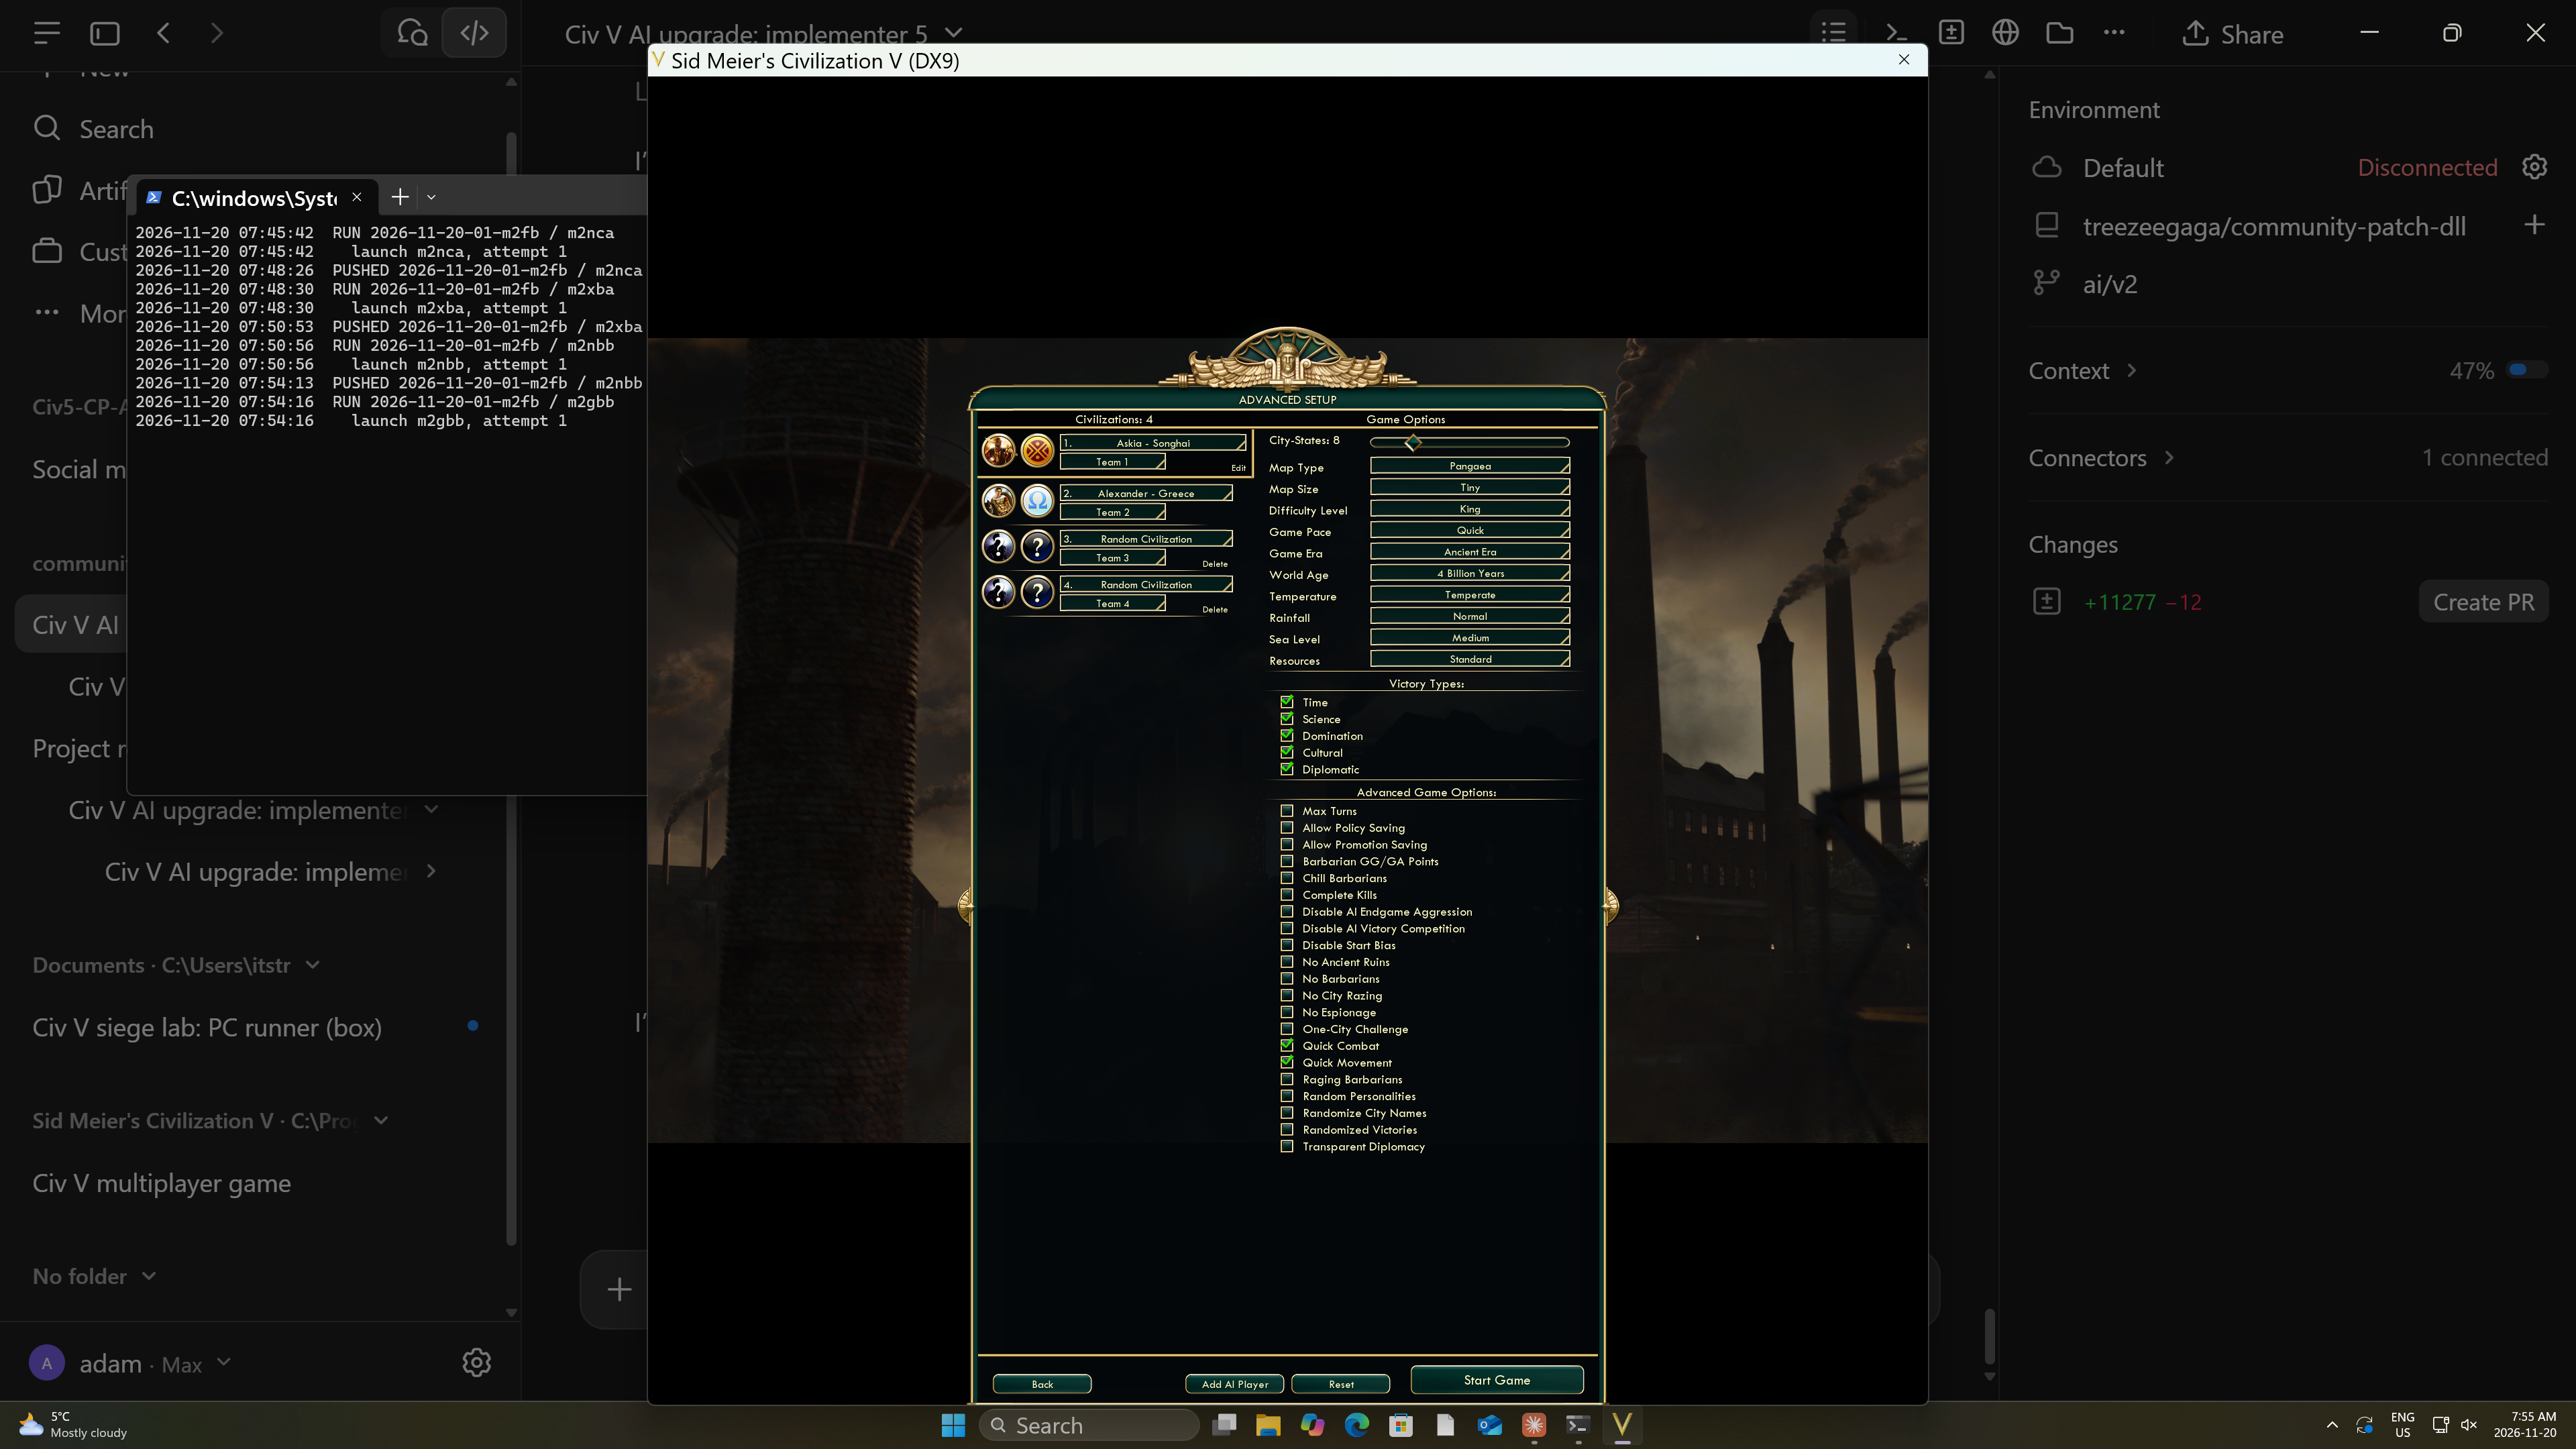 Civ V AI upgrade: implementer 5
Share
New
Search
Artif
Cust
Mor
Civ5-CP-A
Social m
communi
Civ V AI
Civ V
Project r
Civ V AI upgrade: implemente
Civ V AI upgrade: impleme
Documents · C:\Users\itstr
Civ V siege lab: PC runner (box)
Sid Meier's Civilization V · C:\Prog
Civ V multiplayer game
No folder
A
adam · Max
C:\windows\Syst
2026-11-20 07:45:42 RUN 2026-11-20-01-m2fb / m2nca
2026-11-20 07:45:42 launch m2nca, attempt 1
2026-11-20 07:48:26 PUSHED 2026-11-20-01-m2fb / m2nca
2026-11-20 07:48:30 RUN 2026-11-20-01-m2fb / m2xba
2026-11-20 07:48:30 launch m2xba, attempt 1
2026-11-20 07:50:53 PUSHED 2026-11-20-01-m2fb / m2xba
2026-11-20 07:50:56 RUN 2026-11-20-01-m2fb / m2nbb
2026-11-20 07:50:56 launch m2nbb, attempt 1
2026-11-20 07:54:13 PUSHED 2026-11-20-01-m2fb / m2nbb
2026-11-20 07:54:16 RUN 2026-11-20-01-m2fb / m2gbb
2026-11-20 07:54:16 launch m2gbb, attempt 1
L
I'
I'
Sid Meier's Civilization V (DX9)
ADVANCED SETUP
Civilizations: 4
1. Askia - Songhai
Team 1
Edit
2. Alexander - Greece
Team 2
3. Random Civilization
Team 3
Delete
4. Random Civilization
Team 4
Delete
Game Options
City-States: 8
Map Type Pangaea
Map Size Tiny
Difficulty Level King
Game Pace Quick
Game Era Ancient Era
World Age 4 Billion Years
Temperature Temperate
Rainfall Normal
Sea Level Medium
Resources Standard
Victory Types:
Time
Science
Domination
Cultural
Diplomatic
Advanced Game Options:
Max Turns
Allow Policy Saving
Allow Promotion Saving
Barbarian GG/GA Points
Chill Barbarians
Complete Kills
Disable AI Endgame Aggression
Disable AI Victory Competition
Disable Start Bias
No Ancient Ruins
No Barbarians
No City Razing
No Espionage
One-City Challenge
Quick Combat
Quick Movement
Raging Barbarians
Random Personalities
Randomize City Names
Randomized Victories
Transparent Diplomacy
Back
Add AI Player
Reset
Start Game
Environment
Default Disconnected
treezeegaga/community-patch-dll
ai/v2
Context 47%
Connectors 1 connected
Changes
+11277 −12
Create PR
5°C
Mostly cloudy
Search
ENG
US
7:55 AM
2026-11-20